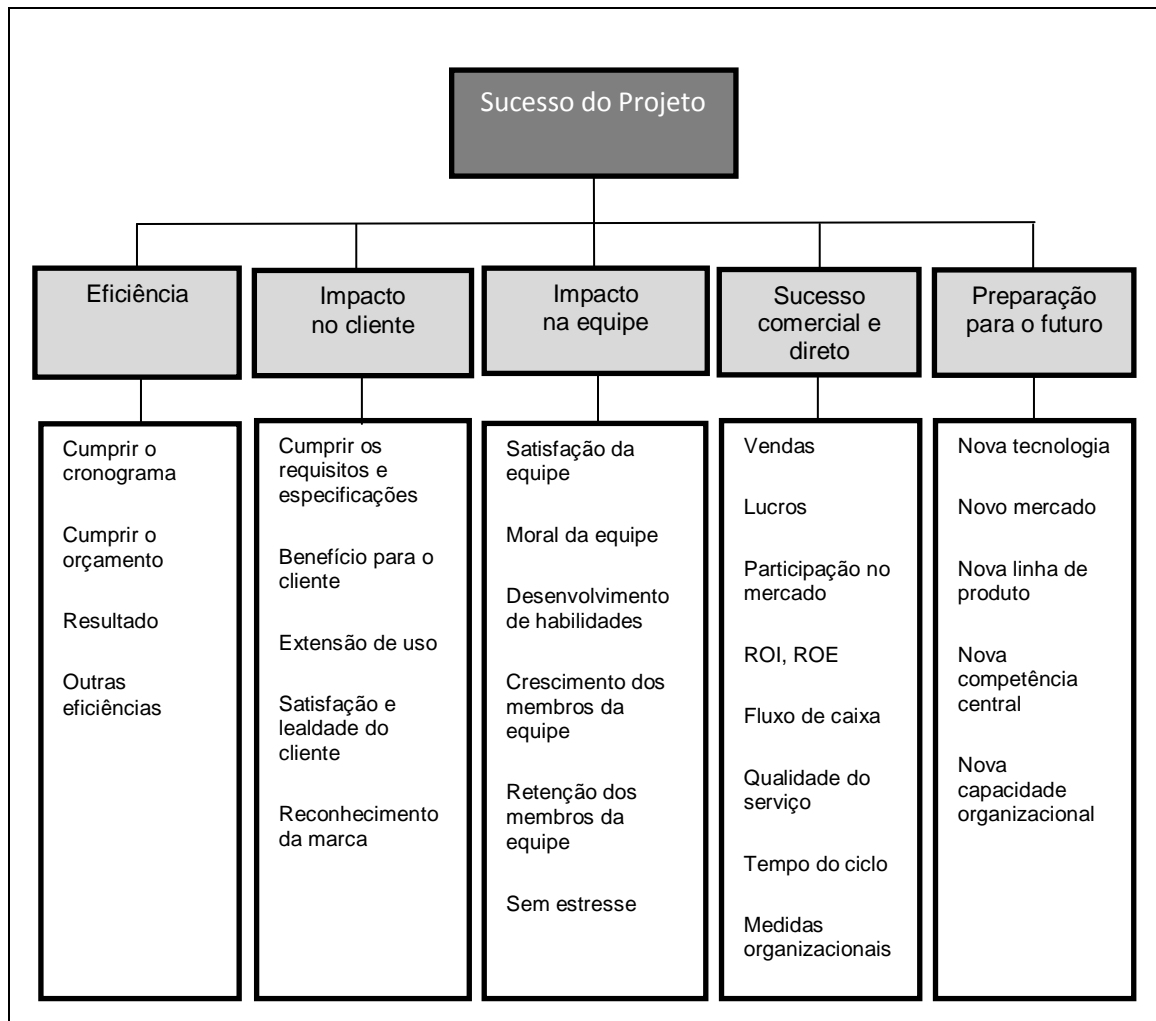 Sucesso do Projeto
Eficiência
Impacto
no cliente
Impacto
na equipe
Sucesso
comercial e
direto
Preparação
para o futuro
Cumprir o
cronograma
Cumprir o
orçamento
Resultado
Outras
eficiências
Cumprir os
requisitos e
especificações
Benefício para o
cliente
Extensão de uso
Satisfação e
lealdade do
cliente
Reconhecimento
da marca
Satisfação da
equipe
Moral da equipe
Desenvolvimento
de habilidades
Crescimento dos
membros da
equipe
Retenção dos
membros da
equipe
Sem estresse
Vendas
Lucros
Participação no
mercado
ROI, ROE
Fluxo de caixa
Qualidade do
serviço
Tempo do ciclo
Medidas
organizacionais
Nova tecnologia
Novo mercado
Nova linha de
produto
Nova
competência
central
Nova
capacidade
organizacional